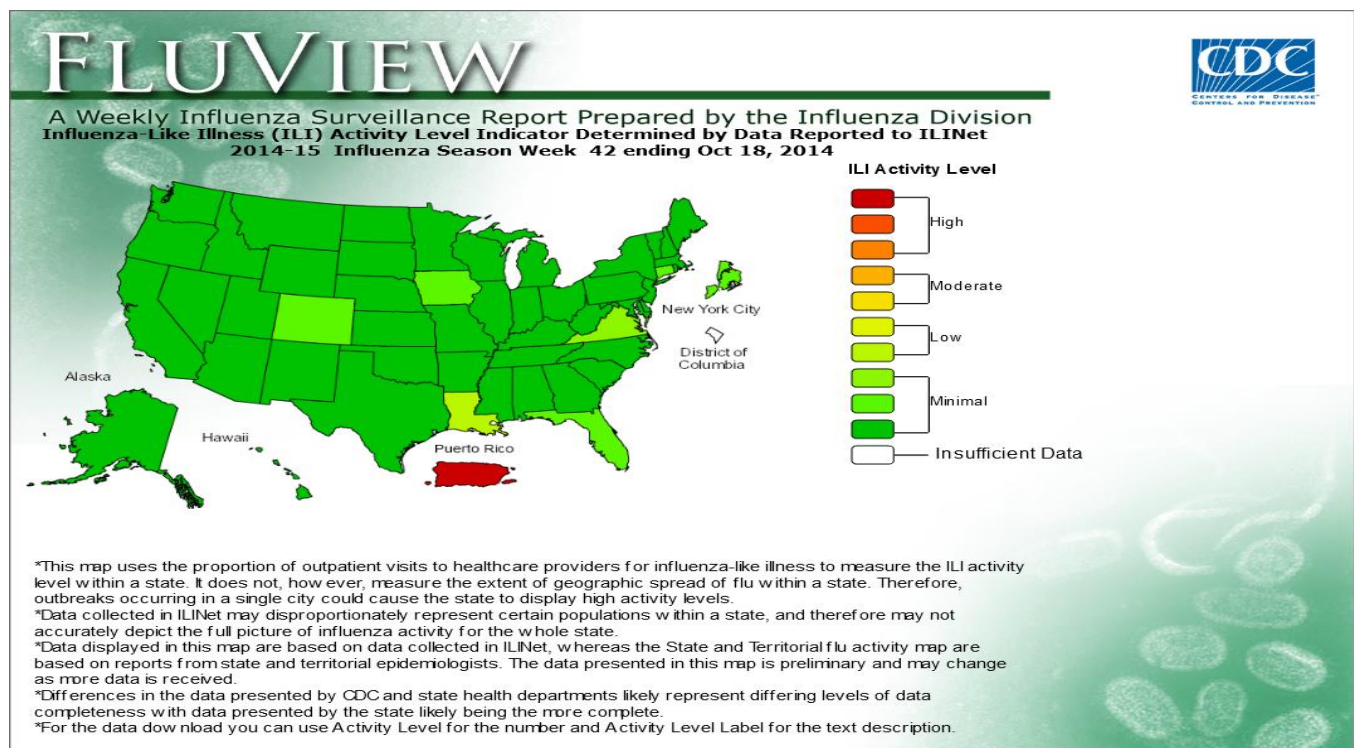 FLUVIEW
CDC
CENTERS FOR DISEASE
CONTROL AND PREVENTION
A Weekly Influenza Surveillance Report Prepared by the Influenza Division
Influenza-Like Illness (ILI) Activity Level Indicator Determined by Data Reported to ILINet
2014-15 Influenza Season Week 42 ending Oct 18, 2014
ILI Activity Level
High
Moderate
Low
Minimal
Insufficient Data
New York City
District of
Columbia
Alaska
Hawaii
Puerto Rico
*This map uses the proportion of outpatient visits to healthcare providers for influenza-like illness to measure the ILI activity
level within a state. It does not, however, measure the extent of geographic spread of flu within a state. Therefore,
outbreaks occurring in a single city could cause the state to display high activity levels.
*Data collected in ILINet may disproportionately represent certain populations within a state, and therefore may not
accurately depict the full picture of influenza activity for the whole state.
*Data displayed in this map are based on data collected in ILINet, whereas the State and Territorial flu activity map are
based on reports from state and territorial epidemiologists. The data presented in this map is preliminary and may change
as more data is received.
*Differences in the data presented by CDC and state health departments likely represent differing levels of data
completeness with data presented by the state likely being the more complete.
*For the data download you can use Activity Level for the number and Activity Level Label for the text description.